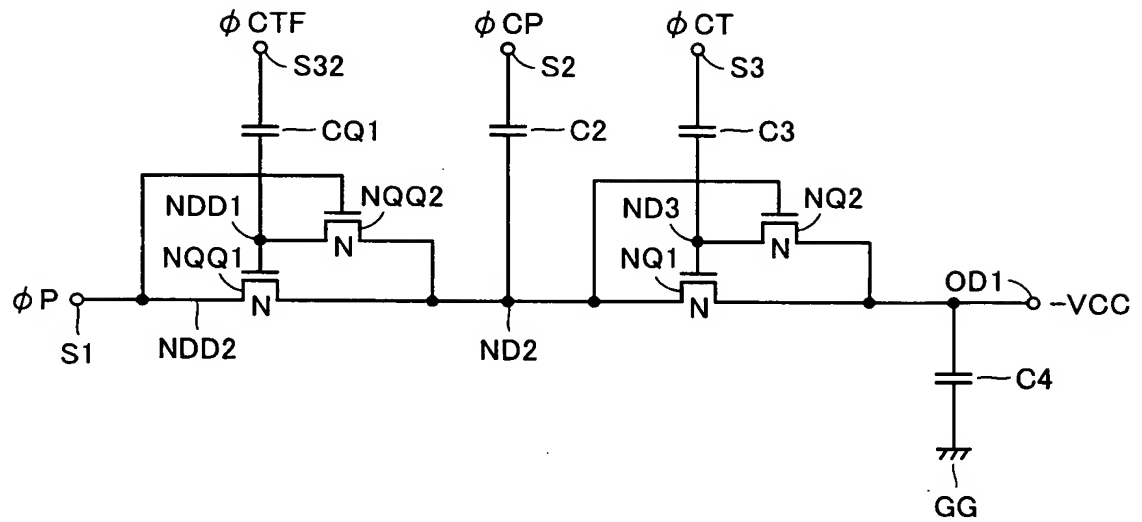 φCTF
φCP
φCT
S32
S2
S3
CQ1
C2
C3
NQQ2
NQ2
NDD1
ND3
N
N
NQQ1
NQ1
OD1
φP
N
N
-VCC
S1
NDD2
ND2
C4
GG